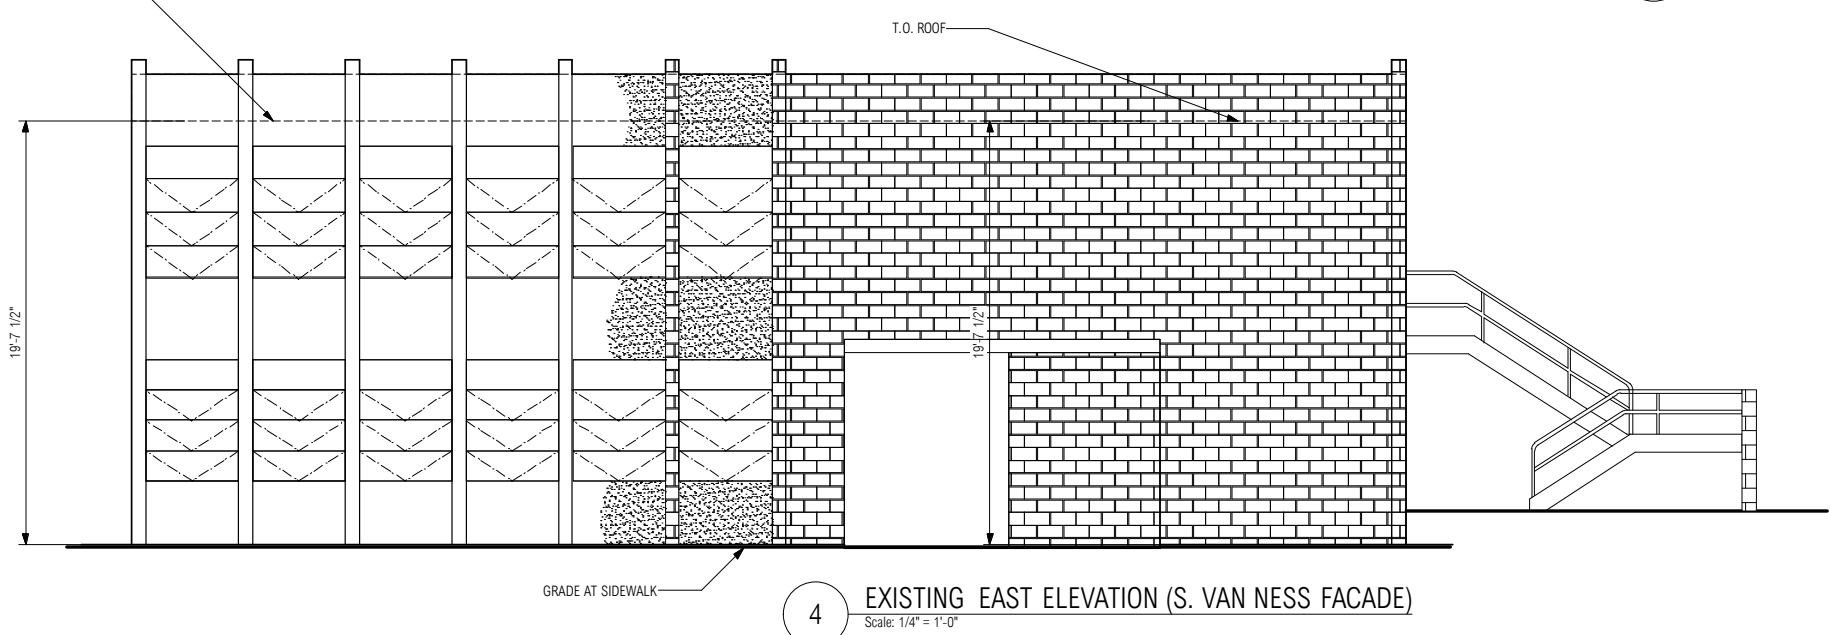 T.O. ROOF
19'-7 1/2"
19'-7 1/2"
GRADE AT SIDEWALK
4
EXISTING EAST ELEVATION (S. VAN NESS FACADE)
Scale: 1/4" = 1'-0"